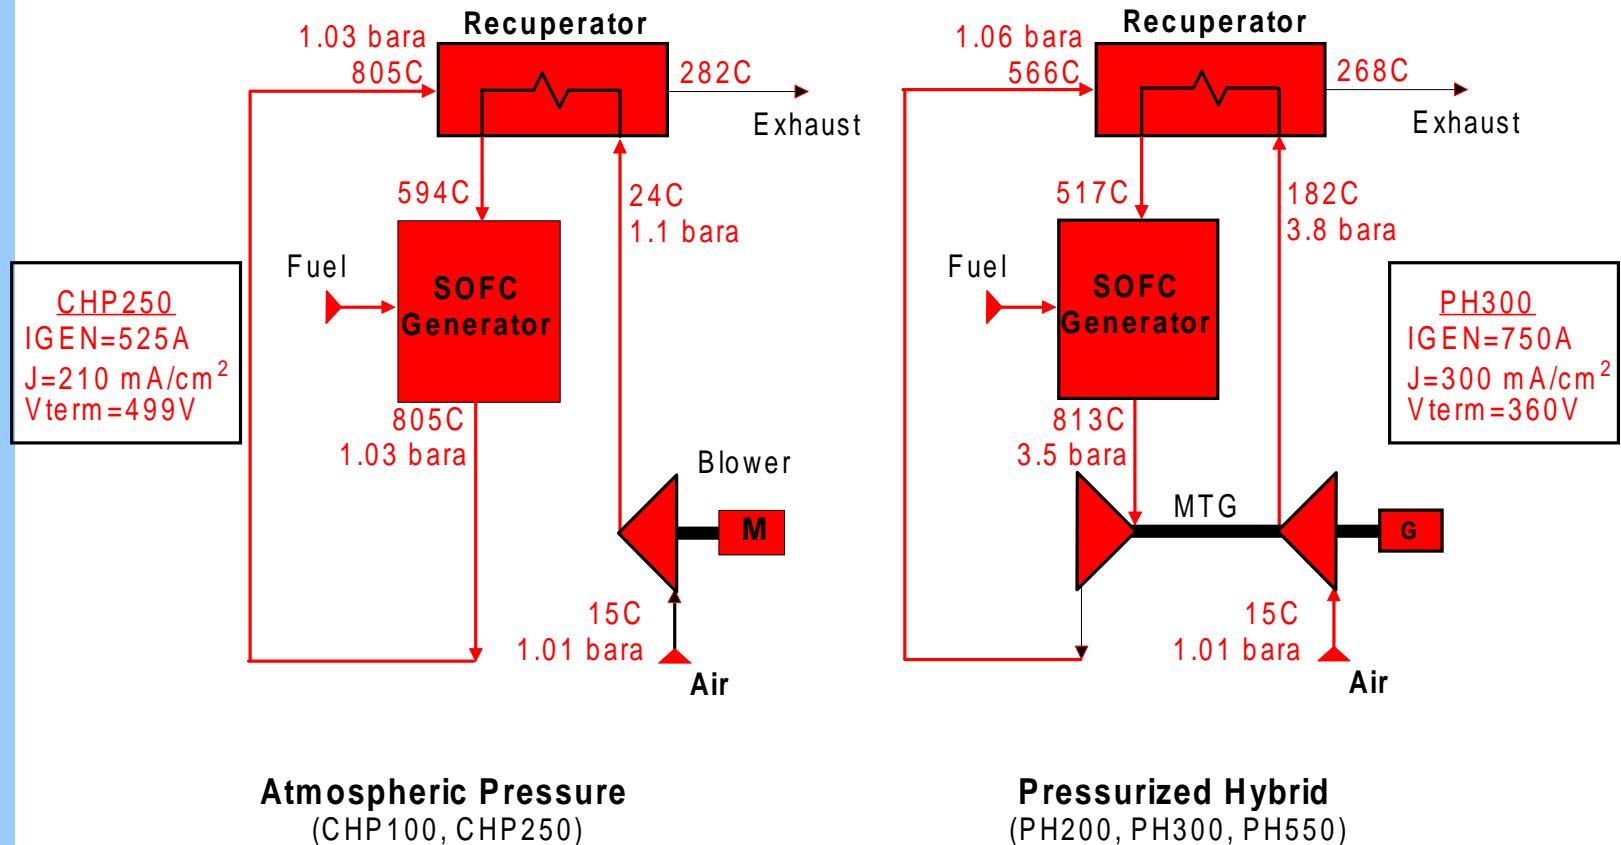 Recuperator
1.03 bara
805C
282C
Exhaust
594C
24C
1.1 bara
Fuel
SOFC
Generator
CHP250
IGEN=525A
J=210 mA/cm²
Vterm=499V
805C
1.03 bara
Blower
M
15C
1.01 bara
Air
Atmospheric Pressure
(CHP100, CHP250)
Recuperator
1.06 bara
566C
268C
Exhaust
517C
182C
3.8 bara
Fuel
SOFC
Generator
PH300
IGEN=750A
J=300 mA/cm²
Vterm=360V
813C
3.5 bara
MTG
G
15C
1.01 bara
Air
Pressurized Hybrid
(PH200, PH300, PH550)